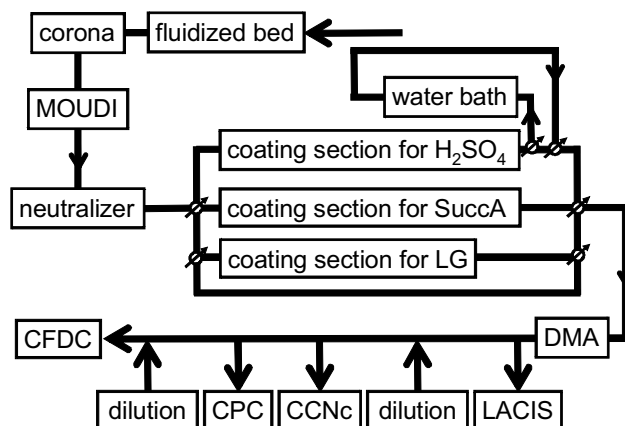 corona
fluidized bed
MOUDI
water bath
coating section for H₂SO₄
neutralizer
coating section for SuccA
coating section for LG
CFDC
DMA
dilution
CPC
CCNc
dilution
LACIS